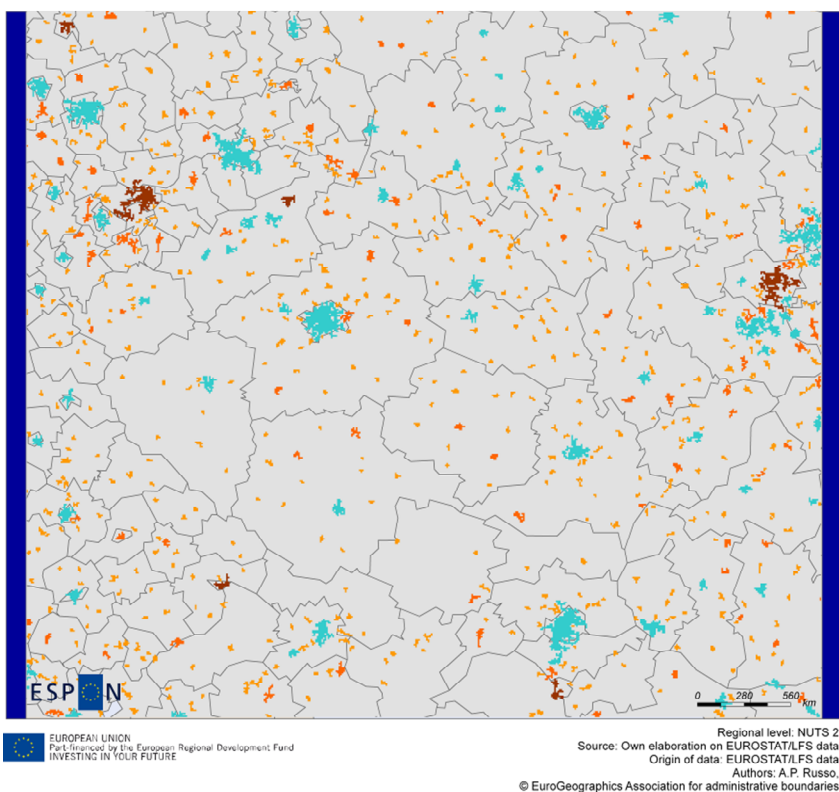 ESPON
0 280 560
km
EUROPEAN UNION
Part-financed by the European Regional Development Fund
INVESTING IN YOUR FUTURE
Regional level: NUTS 2
Source: Own elaboration on EUROSTAT/LFS data
Origin of data: EUROSTAT/LFS data
Authors: A.P. Russo,
© EuroGeographics Association for administrative boundaries